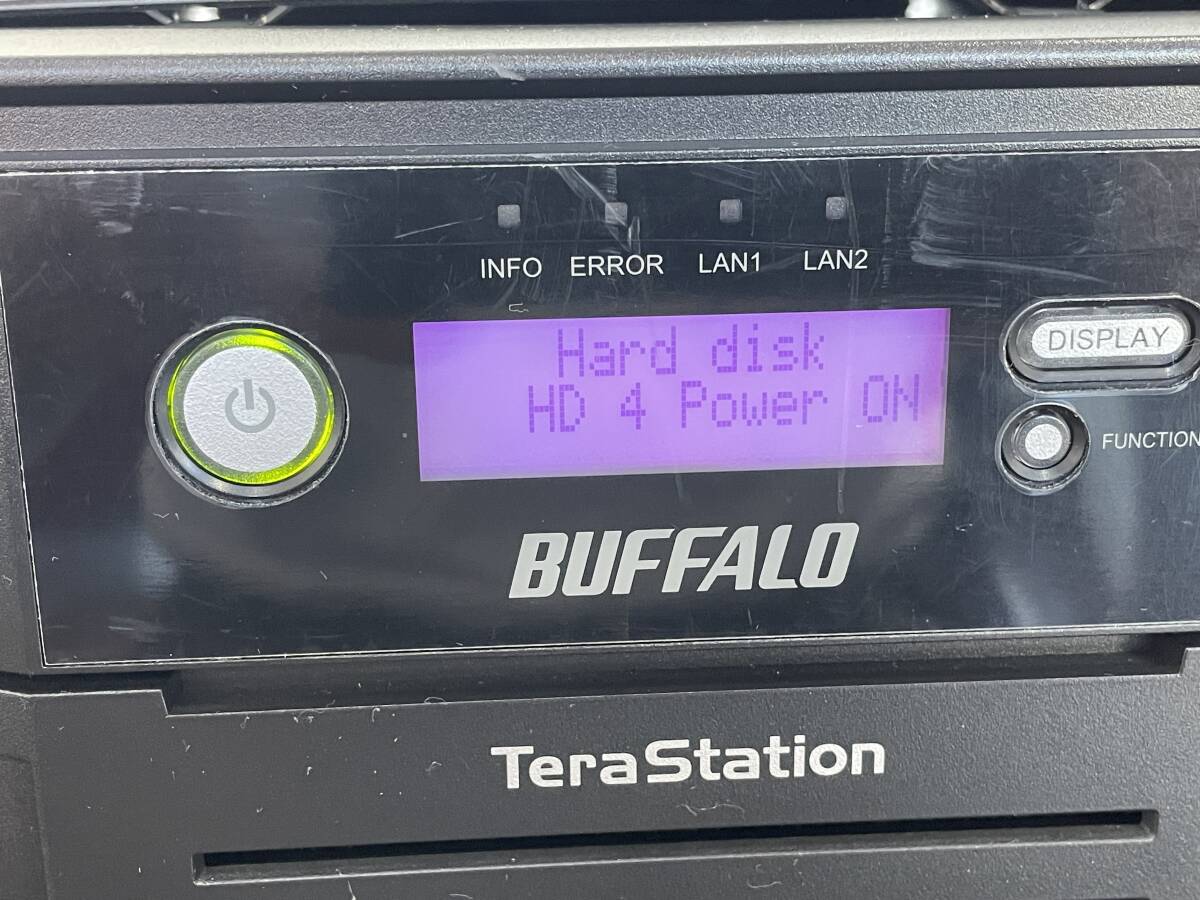 INFO ERROR LAN1 LAN2
Hard disk
HD 4 Power ON
DISPLAY
FUNCTION
BUFFALO
TeraStation